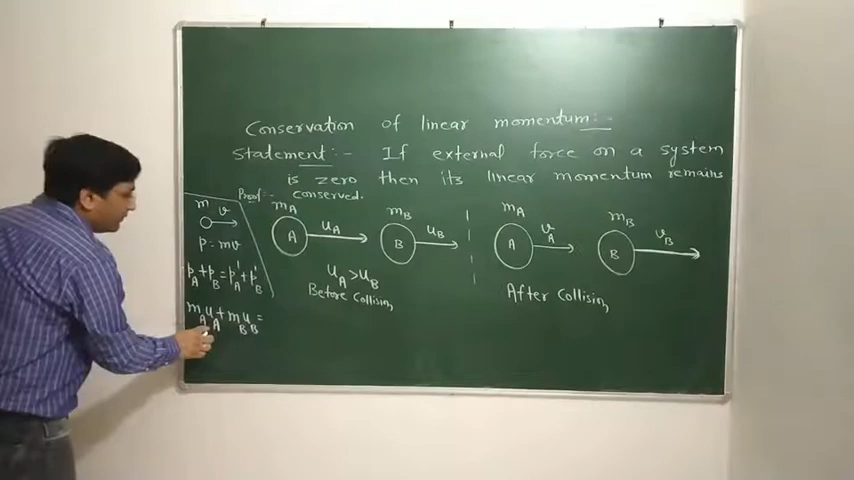 Conservation of linear momentum:-
Statement:- If external force on a system
is zero then its linear momentum remains
Proof:- conserved.
m v
p = mv
p_A + p_B = p'_A + p'_B
m_A u_A + m_B u_B =
m_A A u_A m_B B u_B
u_A > u_B
Before Collision,
m_A A v_A m_B B v_B
After Collision,